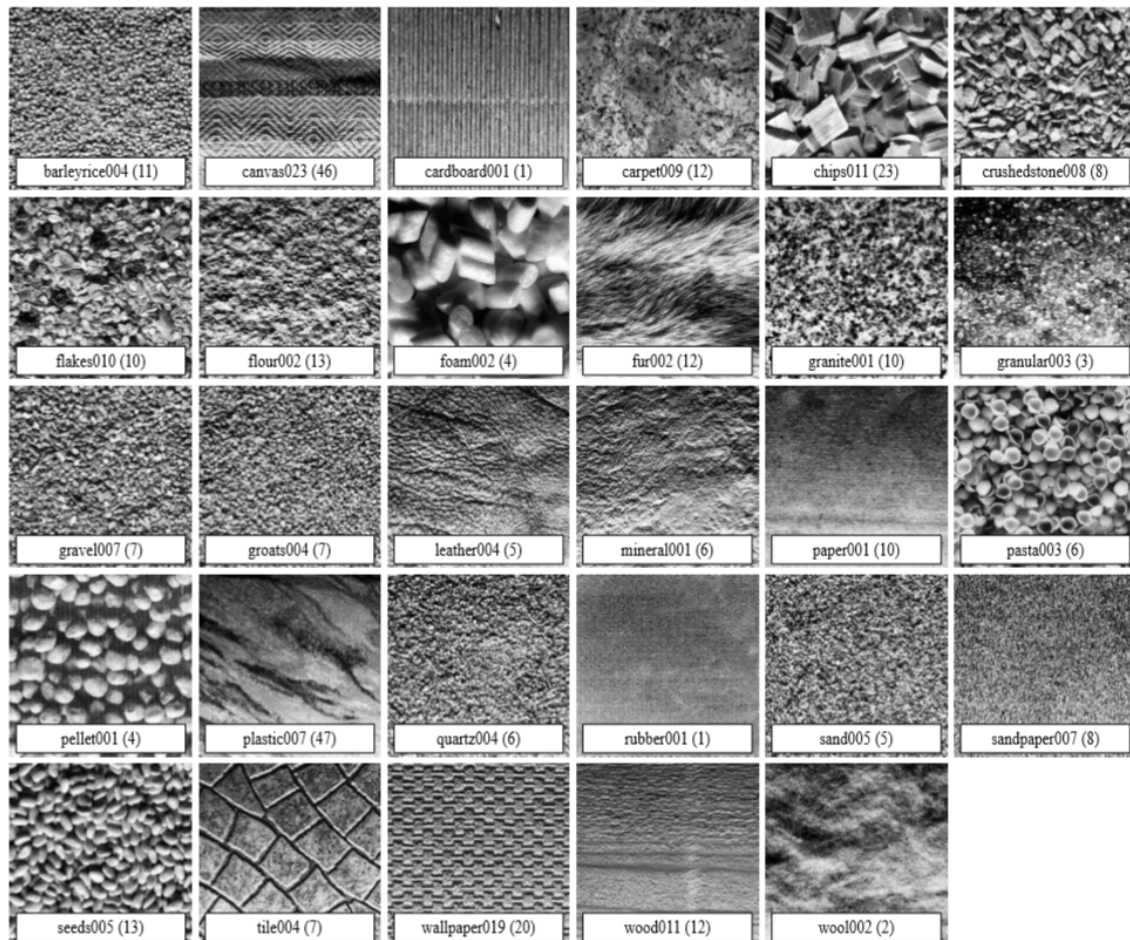 barleyrice004 (11)
canvas023 (46)
cardboard001 (1)
carpet009 (12)
chips011 (23)
crushedstone008 (8)
flakes010 (10)
flour002 (13)
foam002 (4)
fur002 (12)
granite001 (10)
granular003 (3)
gravel007 (7)
groats004 (7)
leather004 (5)
mineral001 (6)
paper001 (10)
pasta003 (6)
pellet001 (4)
plastic007 (47)
quartz004 (6)
rubber001 (1)
sand005 (5)
sandpaper007 (8)
seeds005 (13)
tile004 (7)
wallpaper019 (20)
wood011 (12)
wool002 (2)